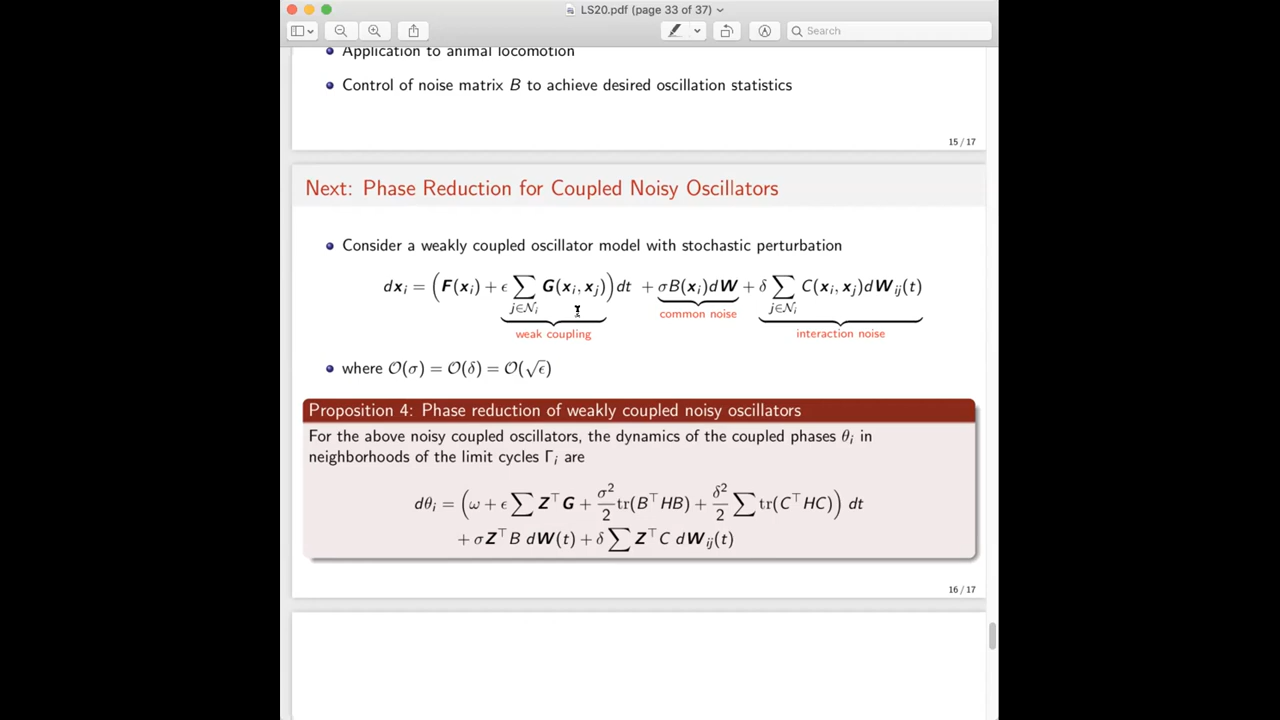 LS20.pdf (page 33 of 37)
Search
Application to animal locomotion
Control of noise matrix B to achieve desired oscillation statistics
15 / 17
Next: Phase Reduction for Coupled Noisy Oscillators
Consider a weakly coupled oscillator model with stochastic perturbation
dx_i = (F(x_i) + ϵ ∑_{j∈N_i} G(x_i, x_j))dt + σB(x_i)dW + δ ∑_{j∈N_i} C(x_i, x_j)dW_{ij}(t)
weak coupling common noise interaction noise
where O(σ) = O(δ) = O(√ϵ)
Proposition 4: Phase reduction of weakly coupled noisy oscillators
For the above noisy coupled oscillators, the dynamics of the coupled phases θ_i in
neighborhoods of the limit cycles Γ_i are
dθ_i = (ω + ϵ ∑ Z^⊤G + σ²/2 tr(B^⊤HB) + δ²/2 ∑ tr(C^⊤HC)) dt
+ σZ^⊤B dW(t) + δ ∑ Z^⊤C dW_{ij}(t)
16 / 17